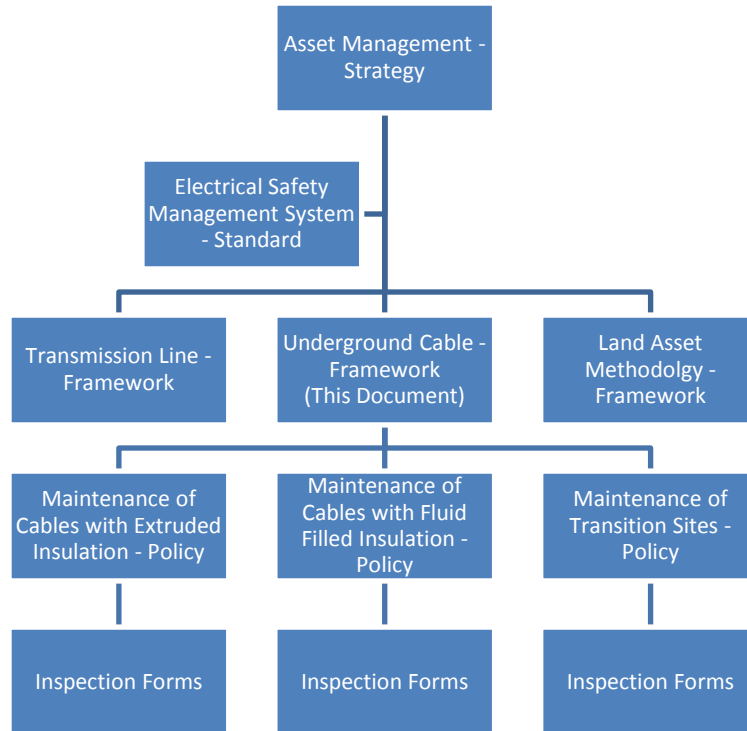 Asset Management -
Strategy
Electrical Safety
Management System
- Standard
Transmission Line -
Framework
Underground Cable -
Framework
(This Document)
Land Asset
Methodolgy -
Framework
Maintenance of
Cables with Extruded
Insulation - Policy
Maintenance of
Cables with Fluid
Filled Insulation -
Policy
Maintenance of
Transition Sites -
Policy
Inspection Forms
Inspection Forms
Inspection Forms